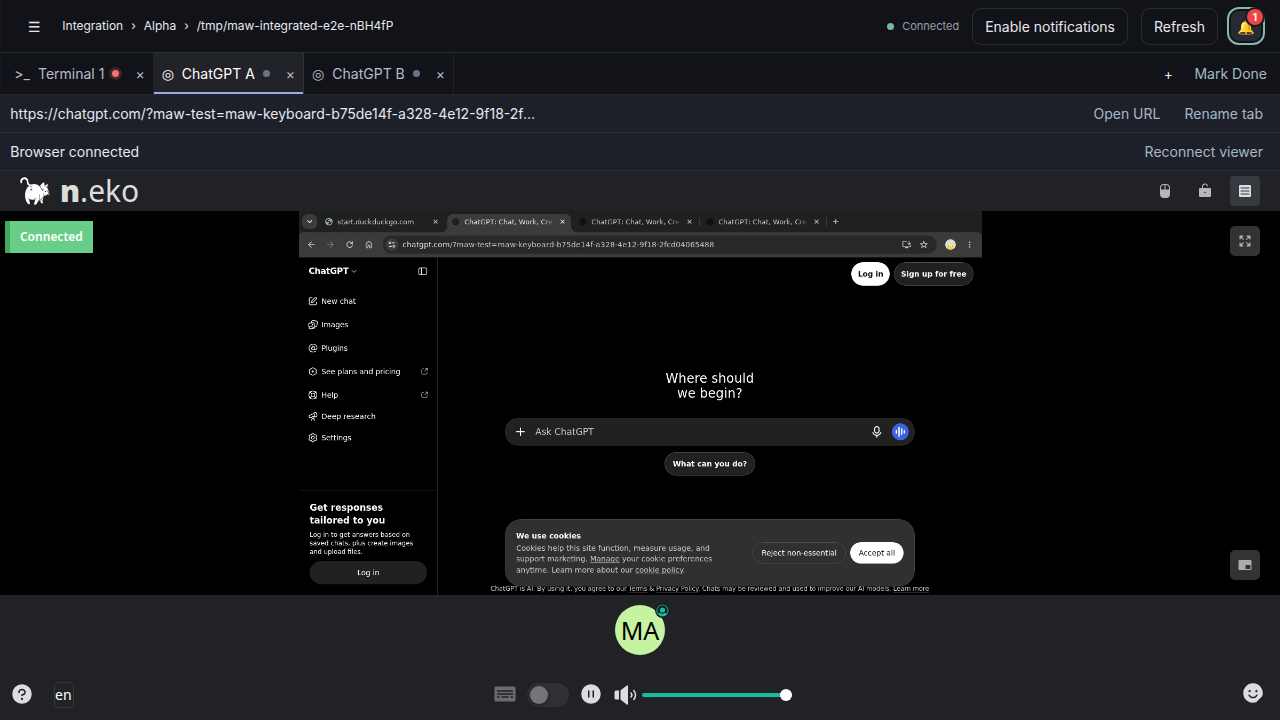 Integration > Alpha > /tmp/maw-integrated-e2e-nBH4fP
Connected
Enable notifications
Refresh
1
>_ Terminal 1 ×
ChatGPT A ×
ChatGPT B ×
+ Mark Done
https://chatgpt.com/?maw-test=maw-keyboard-b75de14f-a328-4e12-9f18-2f...
Open URL
Rename tab
Browser connected
Reconnect viewer
n.eko
Connected
start.duckduckgo.com ×
ChatGPT: Chat, Work, Cre ×
ChatGPT: Chat, Work, Cre ×
ChatGPT: Chat, Work, Cre ×
+
chatgpt.com/?maw-test=maw-keyboard-b75de14f-a328-4e12-9f18-2fcd04065488
ChatGPT
Log in
Sign up for free
New chat
Images
Plugins
See plans and pricing
Help
Deep research
Settings
Where should
we begin?
+ Ask ChatGPT
What can you do?
Get responses
tailored to you
Log in to get answers based on
saved chats, plus create images
and upload files.
Log in
We use cookies
Cookies help this site function, measure usage, and
support marketing. Manage your cookie preferences
anytime. Learn more about our cookie policy.
Reject non-essential
Accept all
ChatGPT is AI. By using it, you agree to our Terms & Privacy Policy. Chats may be reviewed and used to improve our AI models. Learn more
MA
?
en